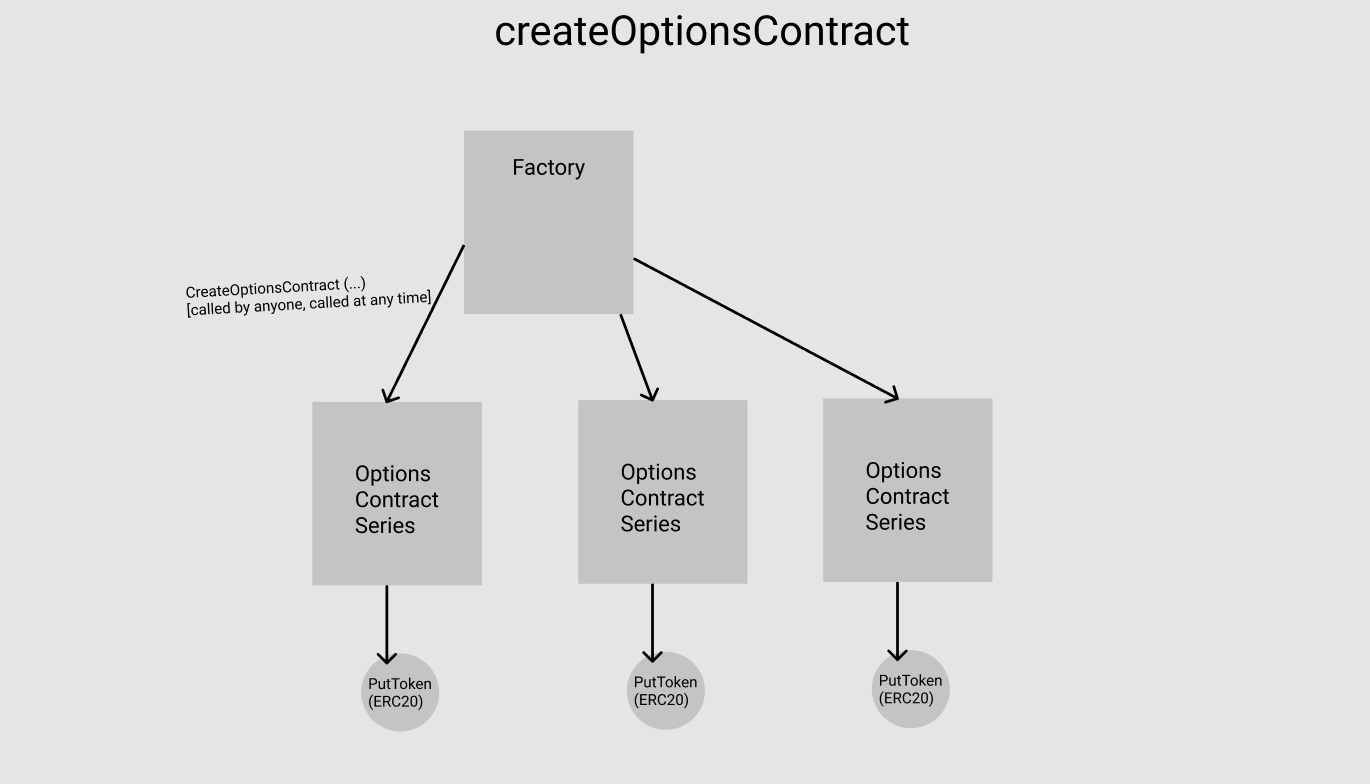 createOptionsContract
Factory
CreateOptionsContract (...)
[called by anyone, called at any time]
Options
Contract
Series
Options
Contract
Series
Options
Contract
Series
PutToken
(ERC20)
PutToken
(ERC20)
PutToken
(ERC20)